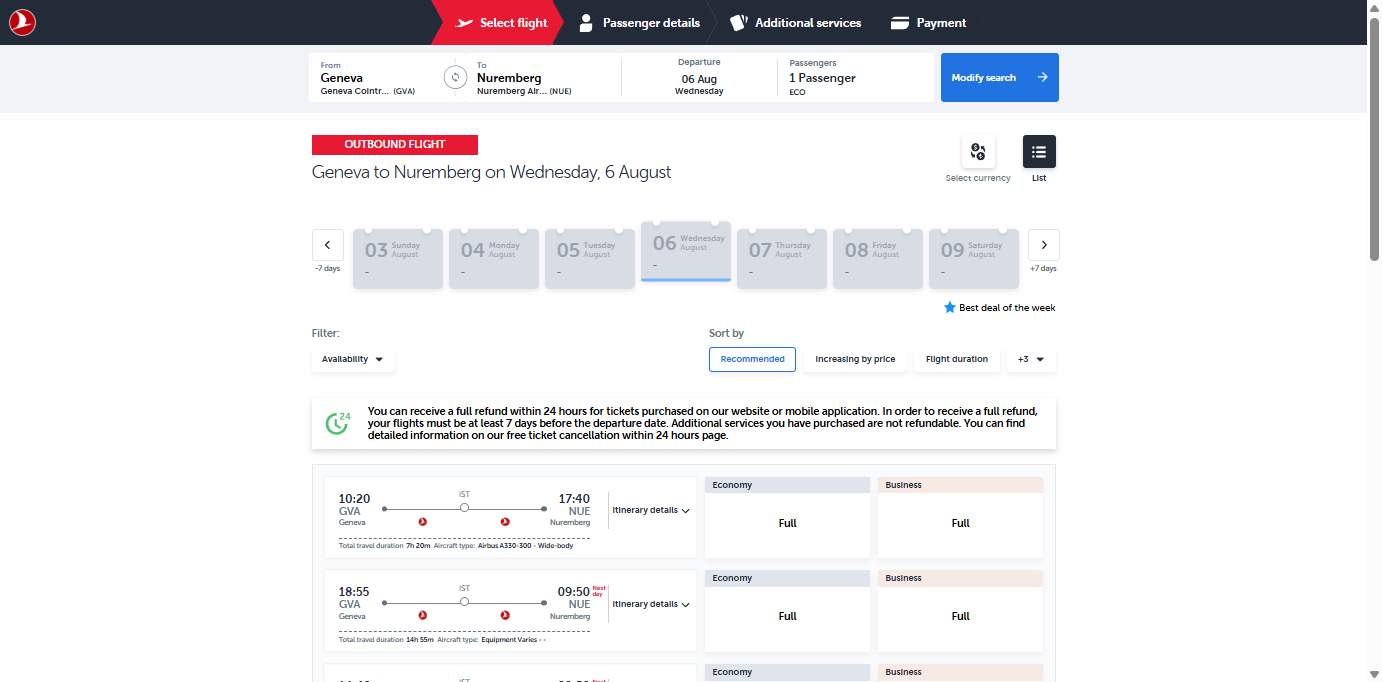 Select flight
Passenger details
Additional services
Payment
From
Geneva
Geneva Cointr... (GVA)
To
Nuremberg
Nuremberg Air... (NUE)
Departure
06 Aug
Wednesday
Passengers
1 Passenger
ECO
Modify search
OUTBOUND FLIGHT
Geneva to Nuremberg on Wednesday, 6 August
Select currency
List
-7 days
03 Sunday August
-
04 Monday August
-
05 Tuesday August
-
06 Wednesday August
-
07 Thursday August
-
08 Friday August
-
09 Saturday August
-
+7 days
Best deal of the week
Filter:
Availability
Sort by
Recommended
Increasing by price
Flight duration
+3
24
You can receive a full refund within 24 hours for tickets purchased on our website or mobile application. In order to receive a full refund,
your flights must be at least 7 days before the departure date. Additional services you have purchased are not refundable. You can find
detailed information on our free ticket cancellation within 24 hours page.
10:20
GVA
Geneva
IST
17:40
NUE
Nuremberg
Itinerary details
Total travel duration 7h 20m Aircraft type: Airbus A330-300 - Wide-body
Economy
Full
Business
Full
18:55
GVA
Geneva
IST
09:50 Next day
NUE
Nuremberg
Itinerary details
Total travel duration 14h 55m Aircraft type: Equipment Varies - -
Economy
Full
Business
Full
Economy
Business